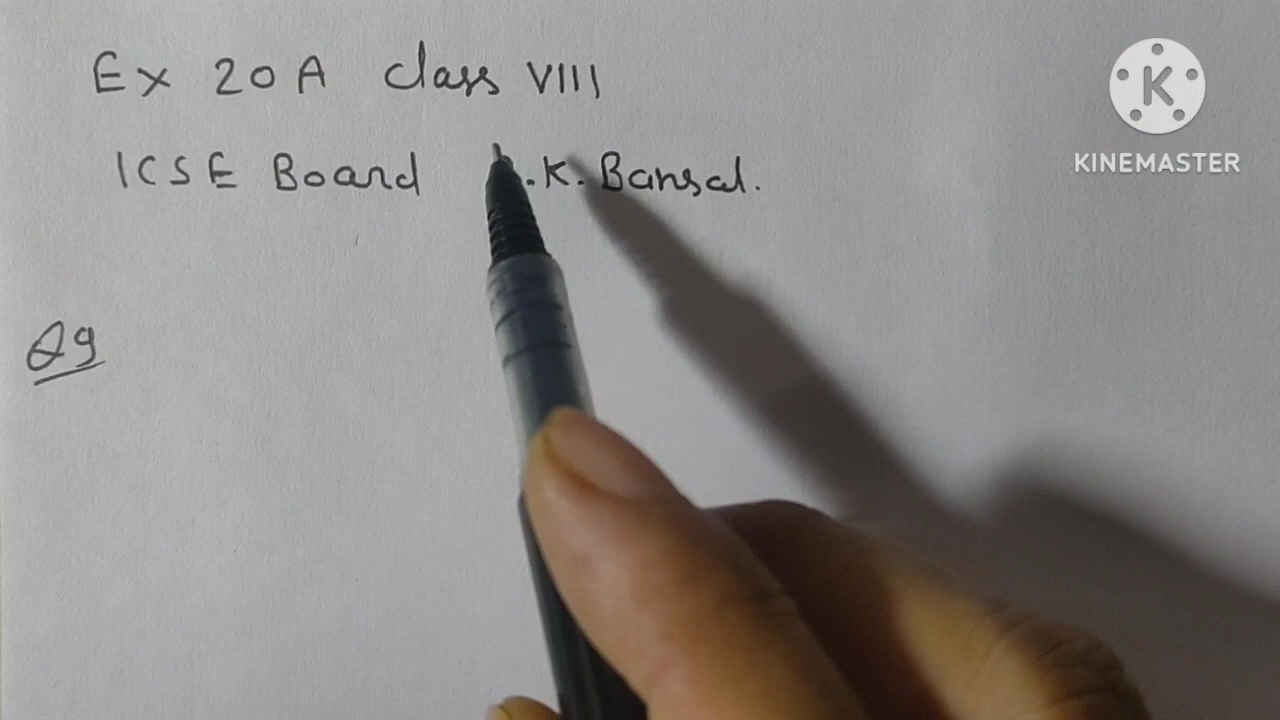 Ex 20A Class VIII
ICSE Board .K. Bansal.
Q9
K
KINEMASTER